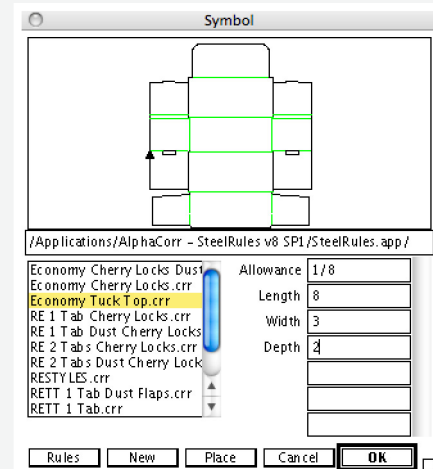 Symbol
/Applications/AlphaCorr – SteelRules v8 SP1/SteelRules.app/
Economy Cherry Locks Dust
Economy Cherry Locks.crr
Economy Tuck Top.crr
RE 1 Tab Cherry Locks.crr
RE 1 Tab Dust Cherry Locks
RE 2 Tabs Cherry Locks.crr
RE 2 Tabs Dust Cherry Lock
RESTYLES.crr
RETT 1 Tab Dust Flaps.crr
RETT 1 Tab.crr
Allowance 1/8
Length 8
Width 3
Depth 2
Rules New Place Cancel OK